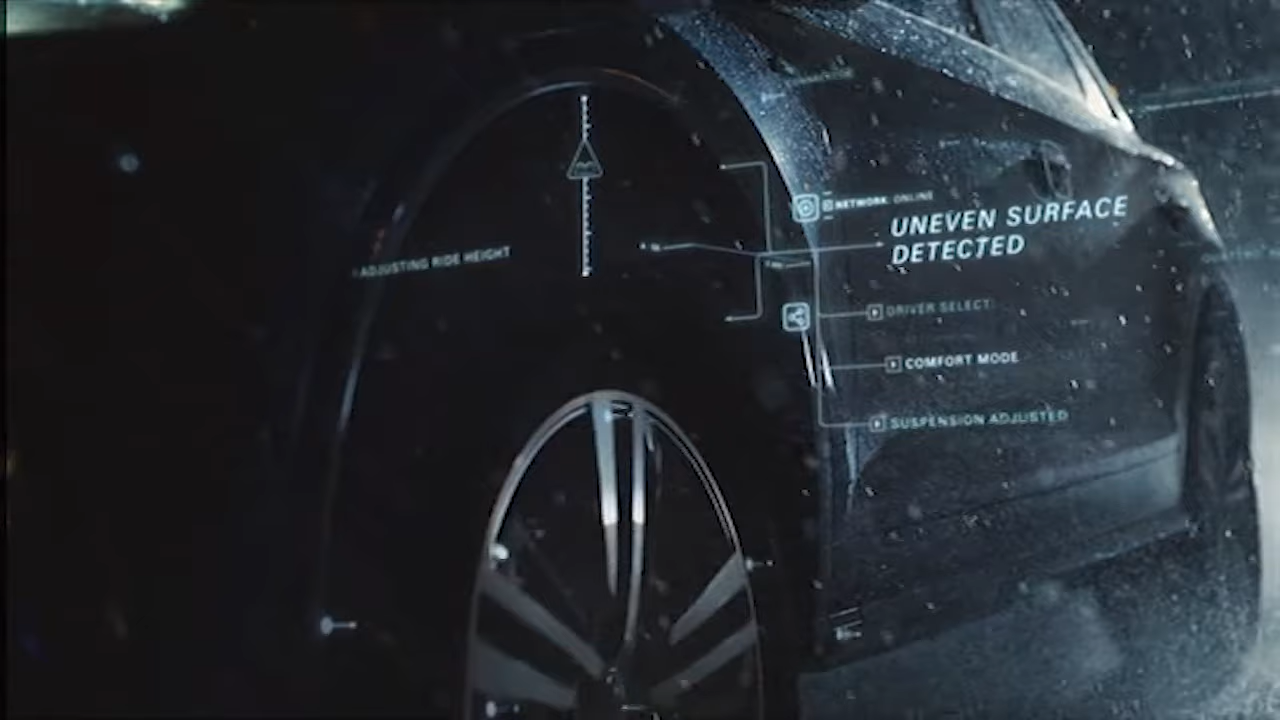 NETWORK ONLINE
UNEVEN SURFACE
DETECTED
ADJUSTING RIDE HEIGHT
DRIVER SELECT
COMFORT MODE
SUSPENSION ADJUSTED